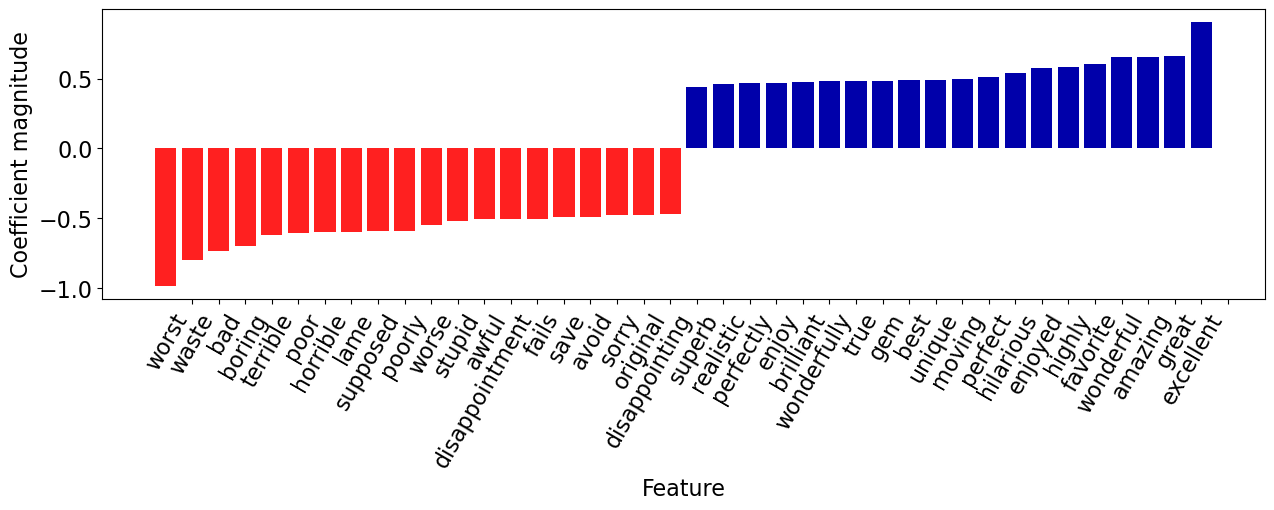 Coefficient magnitude
0.5
0.0
−0.5
−1.0
worst
waste
bad
boring
terrible
poor
horrible
lame
supposed
poorly
worse
stupid
awful
disappointment
fails
save
avoid
sorry
original
disappointing
superb
realistic
perfectly
enjoy
brilliant
wonderfully
true
gem
best
unique
moving
perfect
hilarious
enjoyed
highly
favorite
wonderful
amazing
great
excellent
Feature